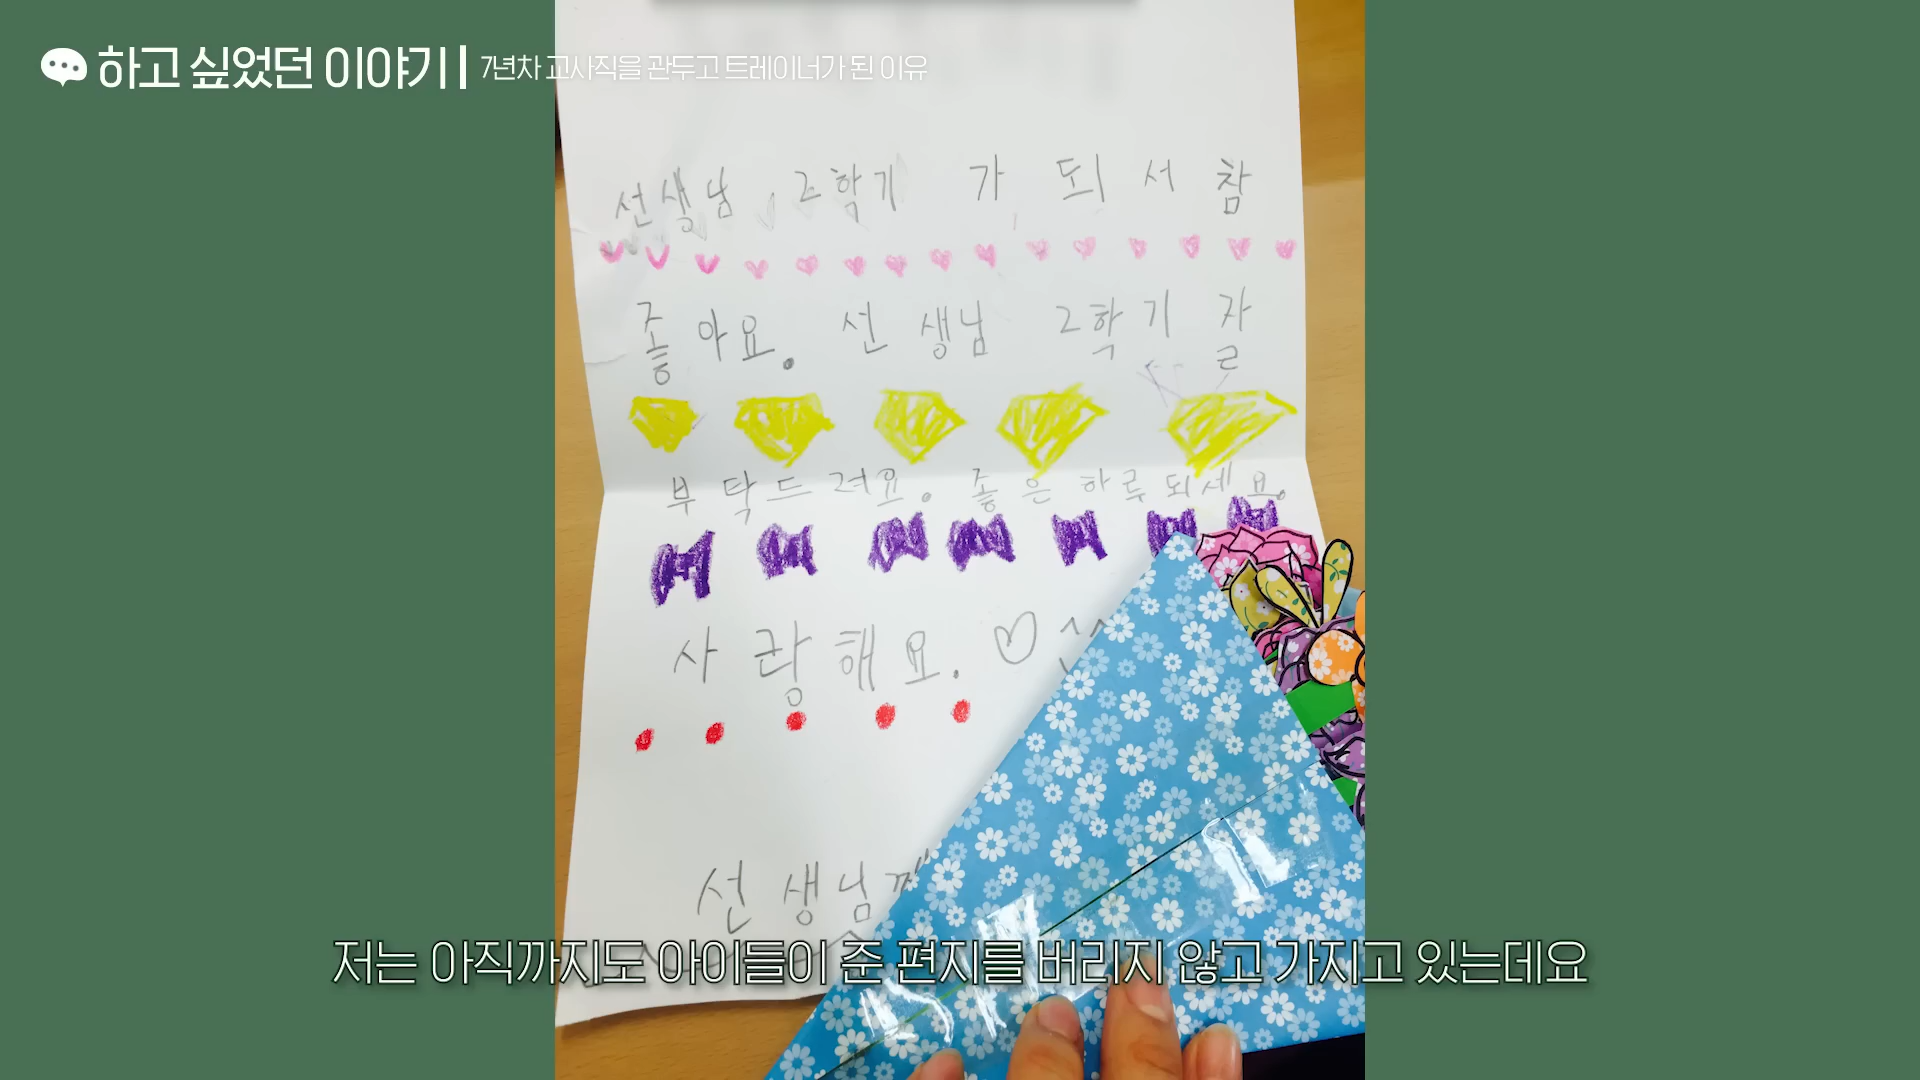 하고 싶었던 이야기
7년차 교사직을 관두고 트레이너가 된 이유
선생님 2학기 가 되서 참
좋아요. 선생님 2학기 잘
부탁드려요. 좋은 하루되세요.
사랑해요.
선생님께
저는 아직까지도 아이들이 준 편지를 버리지 않고 가지고 있는데요